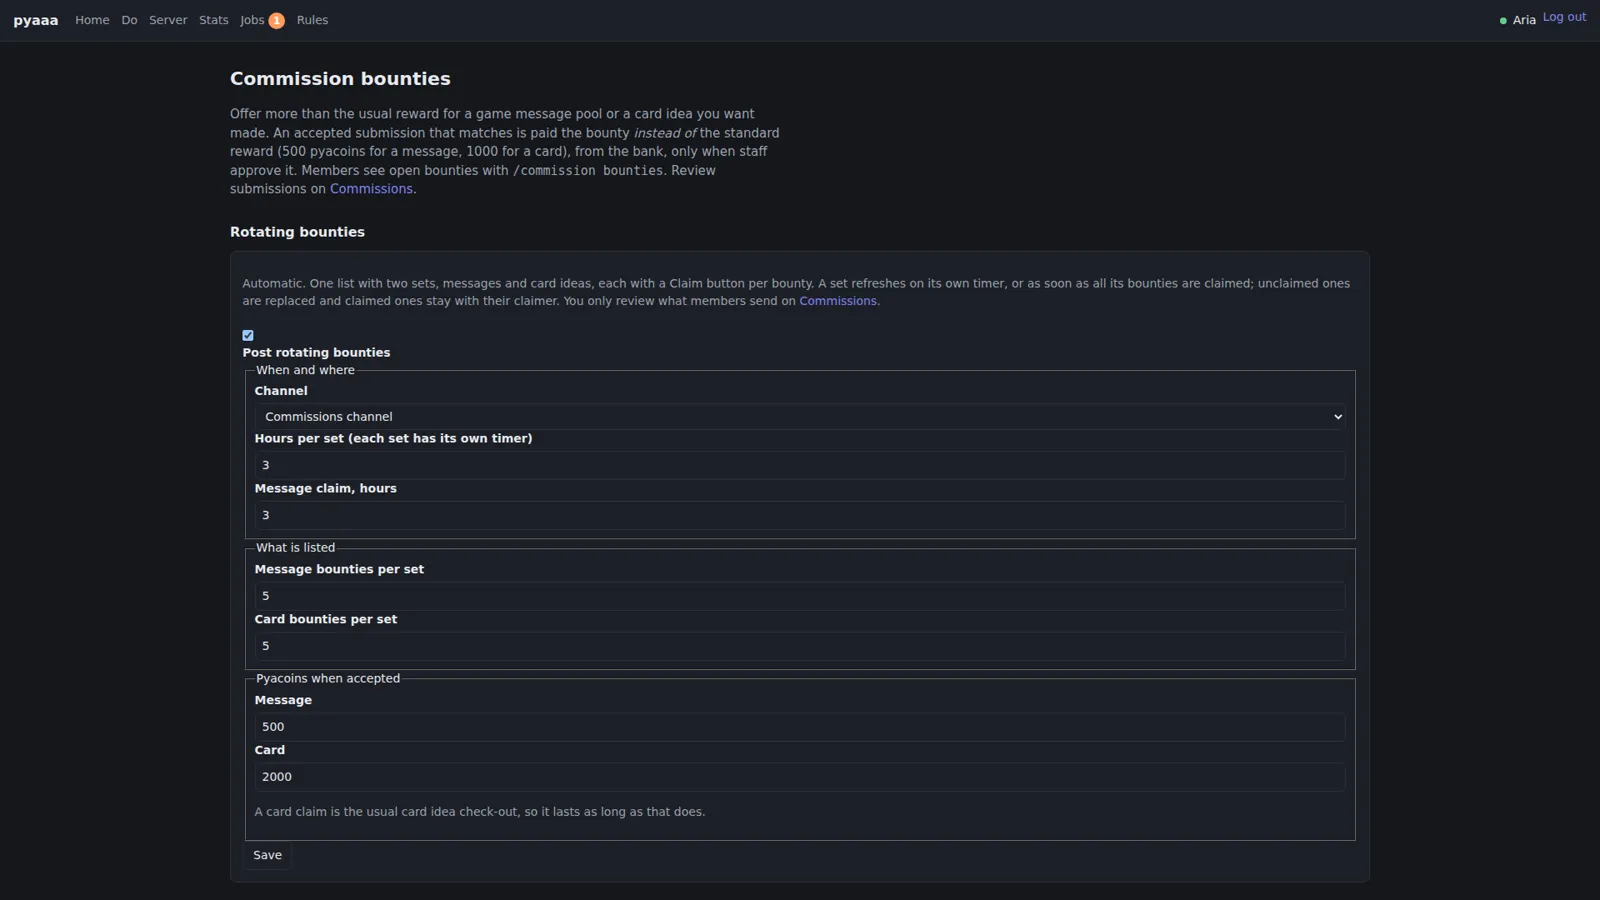 pyaaa Home Do Server Stats Jobs 1 Rules Aria Log out
Commission bounties
Offer more than the usual reward for a game message pool or a card idea you want
made. An accepted submission that matches is paid the bounty instead of the standard
reward (500 pyacoins for a message, 1000 for a card), from the bank, only when staff
approve it. Members see open bounties with /commission bounties. Review
submissions on Commissions.
Rotating bounties
Automatic. One list with two sets, messages and card ideas, each with a Claim button per bounty. A set refreshes on its own timer, or as soon as all its bounties are claimed; unclaimed ones
are replaced and claimed ones stay with their claimer. You only review what members send on Commissions.
Post rotating bounties
When and where
Channel
Commissions channel
Hours per set (each set has its own timer)
3
Message claim, hours
3
What is listed
Message bounties per set
5
Card bounties per set
5
Pyacoins when accepted
Message
500
Card
2000
A card claim is the usual card idea check-out, so it lasts as long as that does.
Save